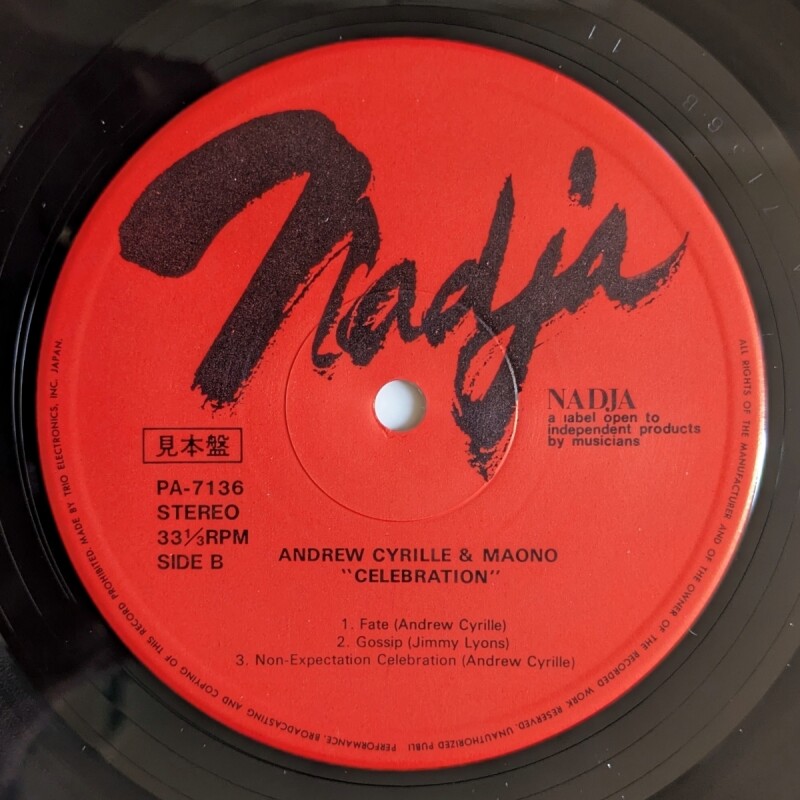 Nadja
NADJA
a label open to
independent products
by musicians
見本盤
PA-7136
STEREO
33⅓RPM
SIDE B
ANDREW CYRILLE & MAONO
"CELEBRATION"
1. Fate (Andrew Cyrille)
2. Gossip (Jimmy Lyons)
3. Non-Expectation Celebration (Andrew Cyrille)
ALL RIGHTS OF THE MANUFACTURER AND OF THE OWNER OF THE RECORDED WORK RESERVED. UNAUTHORIZED PUBLI PERFORMANCE, BROADCASTING AND COPYING OF THIS RECORD PROHIBITED. MADE BY TRIO ELECTRONICS, INC. JAPAN.
7136B